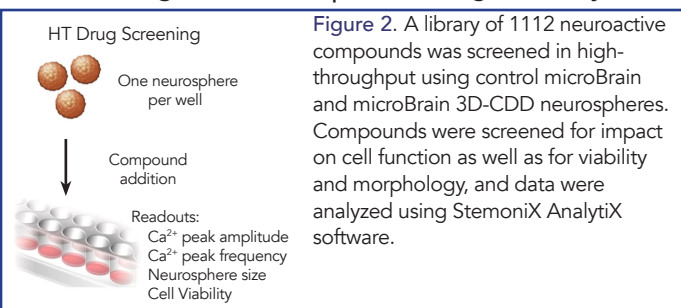 HT Drug Screening
One neurosphere
per well
Compound
addition
Readouts:
Ca²⁺ peak amplitude
Ca²⁺ peak frequency
Neurosphere size
Cell Viability
Figure 2. A library of 1112 neuroactive
compounds was screened in high-
throughput using control microBrain
and microBrain 3D-CDD neurospheres.
Compounds were screened for impact
on cell function as well as for viability
and morphology, and data were
analyzed using StemoniX AnalytiX
software.